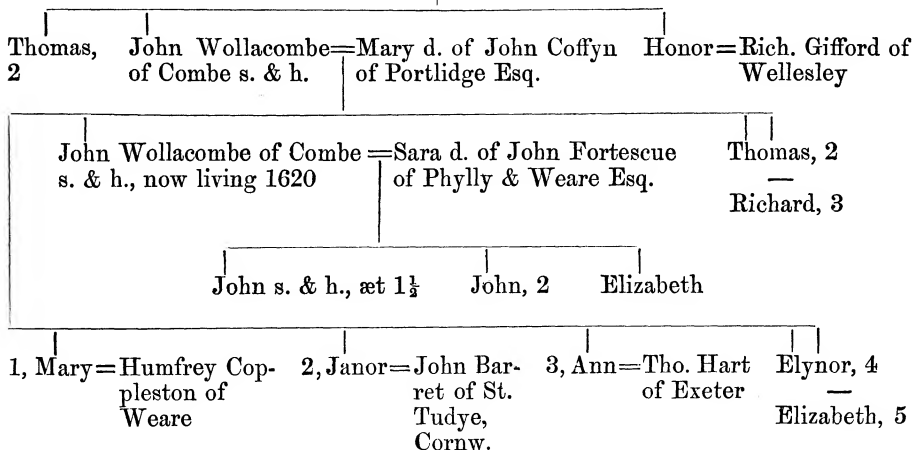 Thomas, John Wollacombe=Mary d. of John Coffyn Honor=Rich. Gifford of
2 of Combe s. & h. of Portlidge Esq. Wellesley
John Wollacombe of Combe=Sara d. of John Fortescue Thomas, 2
s. & h., now living 1620 of Phylly & Weare Esq. —
Richard, 3
John s. & h., æt 1½ John, 2 Elizabeth
1, Mary=Humfrey Cop- 2, Janor=John Bar- 3, Ann=Tho. Hart Elynor, 4
pleston of ret of St. of Exeter —
Weare Tudye, Elizabeth, 5
Cornw.